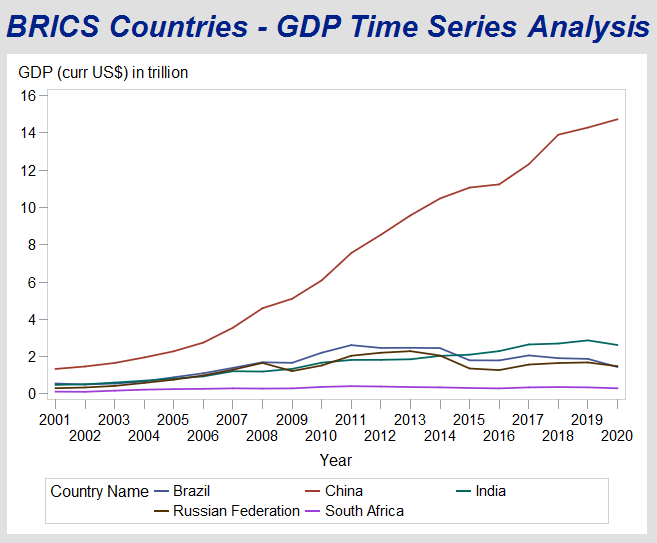 BRICS Countries - GDP Time Series Analysis
GDP (curr US$) in trillion
16
14
12
10
8
6
4
2
0
2001 2003 2005 2007 2009 2011 2013 2015 2017 2019
2002 2004 2006 2008 2010 2012 2014 2016 2018 2020
Year
Country Name Brazil China India
Russian Federation South Africa